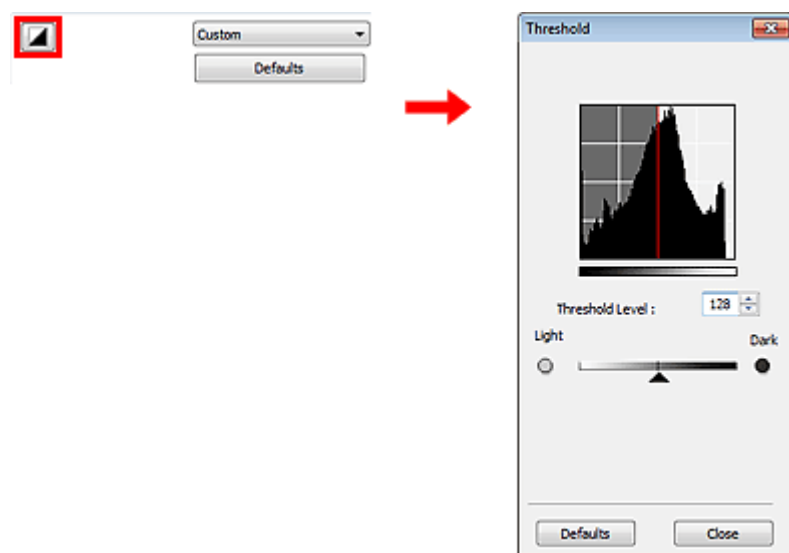 Custom
Defaults
Threshold
Threshold Level :
128
Light
Dark
Defaults
Close